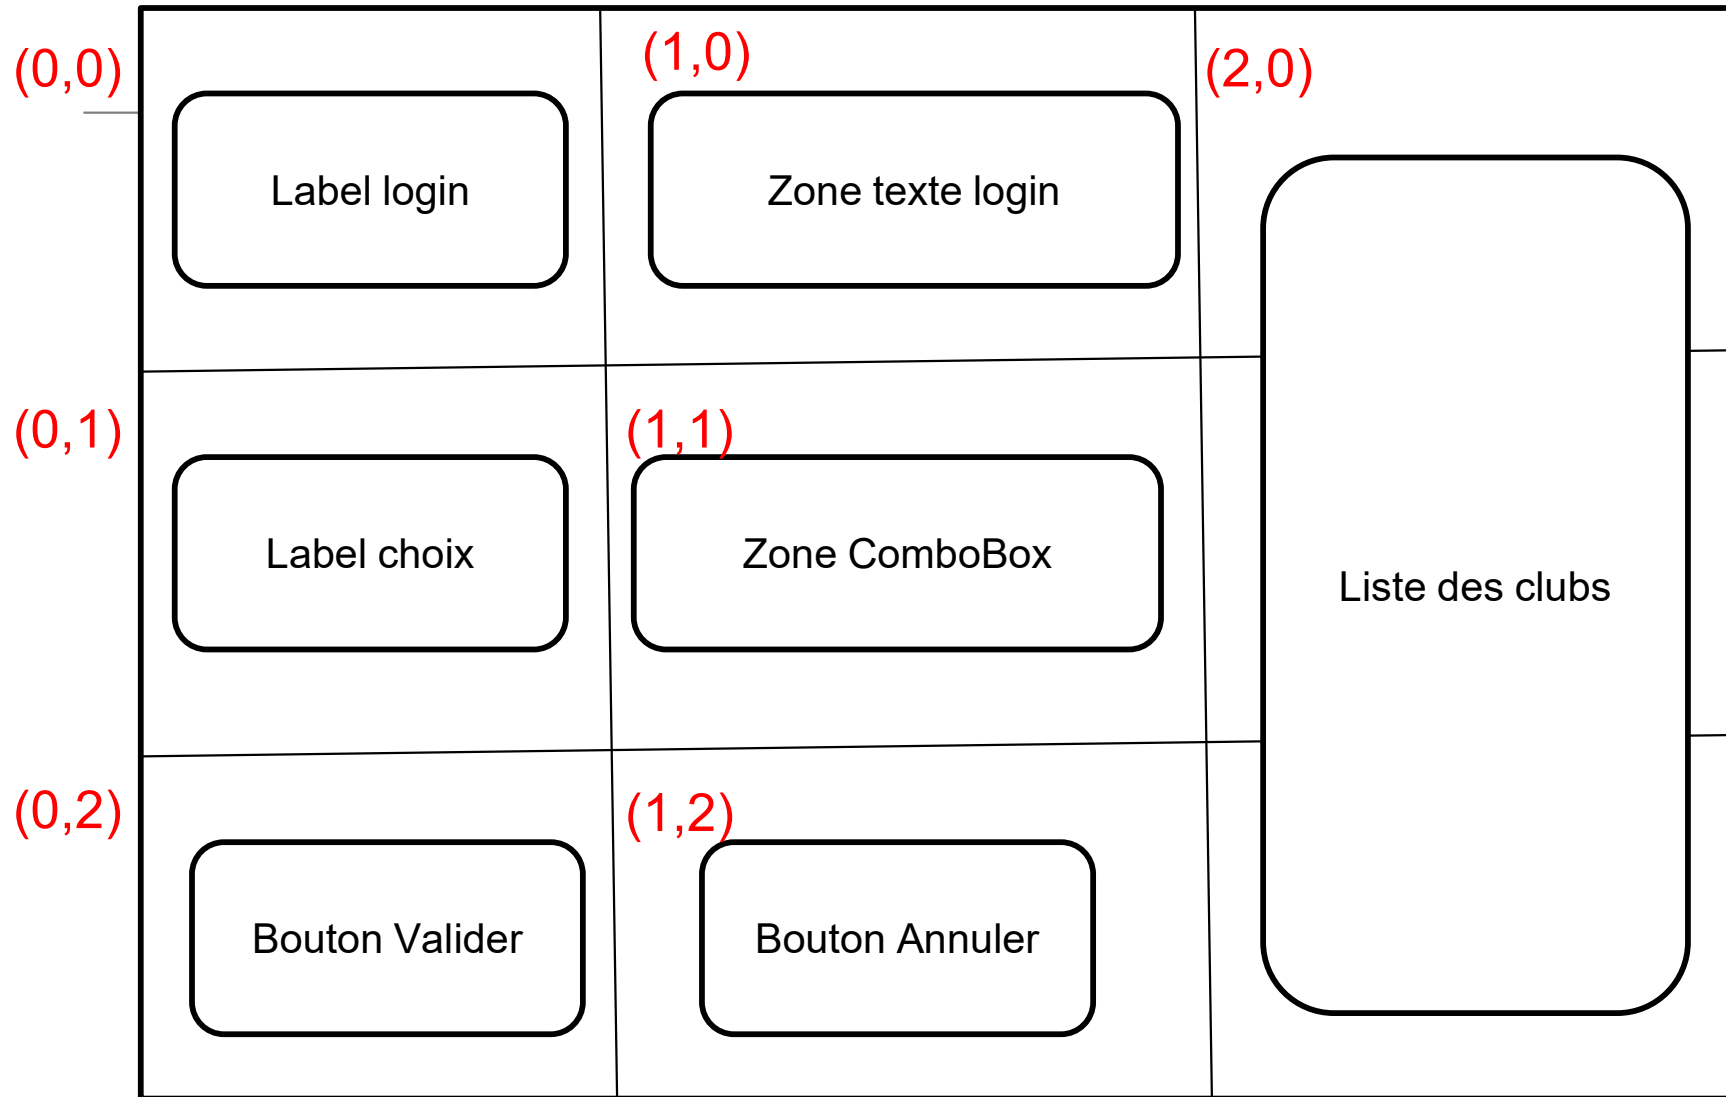 (0,0)
(1,0)
(2,0)
Label login
Zone texte login
(0,1)
(1,1)
Label choix
Zone ComboBox
Liste des clubs
(0,2)
(1,2)
Bouton Valider
Bouton Annuler